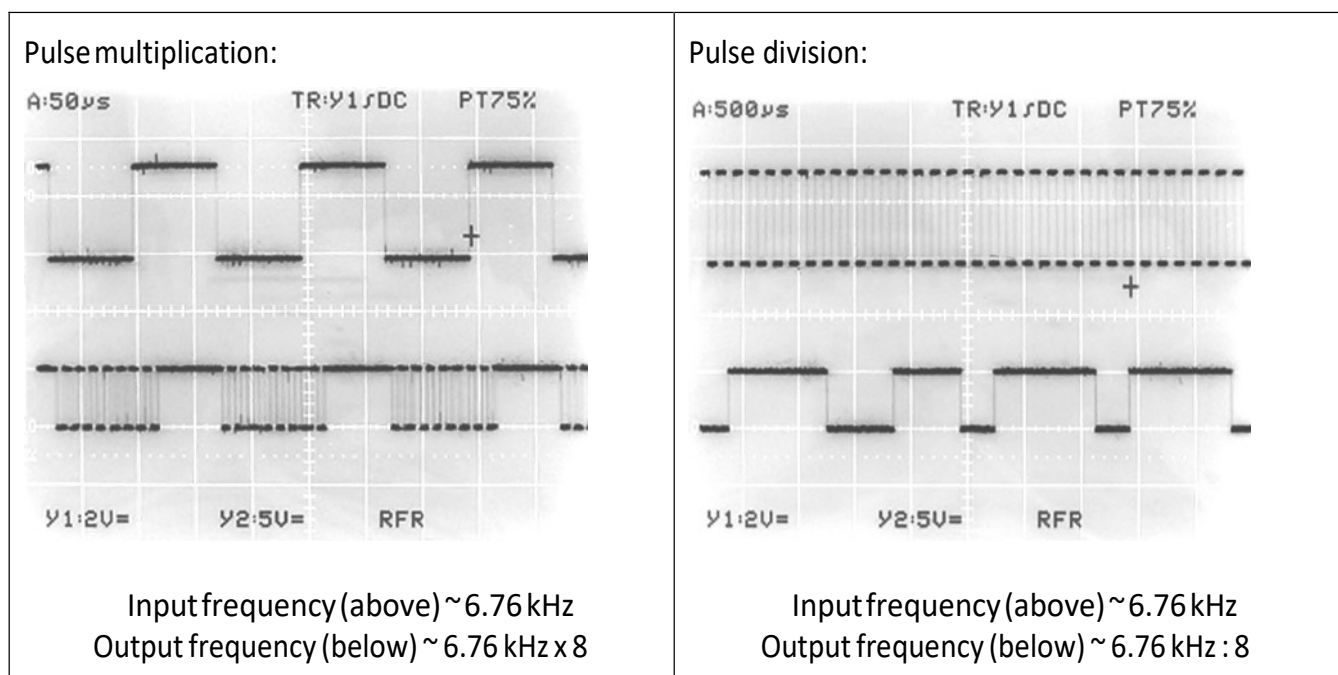 Pulse multiplication:
A:50µs TR:Y1∫DC PT75%
Y1:2V= Y2:5V= RFR
Input frequency (above) ~ 6.76 kHz
Output frequency (below) ~ 6.76 kHz x 8
Pulse division:
A:500µs TR:Y1∫DC PT75%
Y1:2V= Y2:5V= RFR
Input frequency (above) ~ 6.76 kHz
Output frequency (below) ~ 6.76 kHz : 8